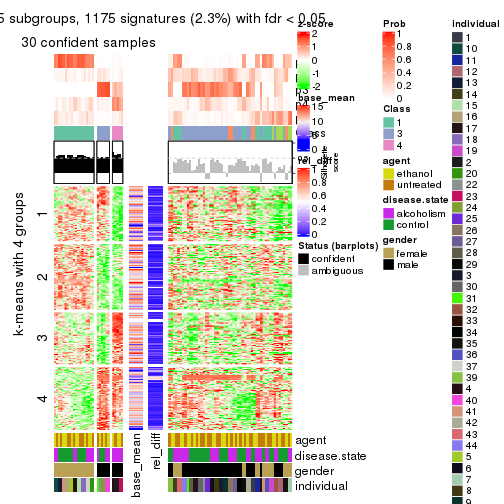 5 subgroups, 1175 signatures (2.3%) with fdr < 0.05
30 confident samples
1
2
3
4
k-means with 4 groups
base_mean
rel_diff
agent
disease.state
gender
individual
z-score
2
1
0
-1
-2
base_mean
15
10
5
0
rel_diff
1
0.8
0.6
0.4
0.2
0
Silhouette
score
Status (barplots)
confident
ambiguous
Prob
1
0.8
0.6
0.4
0.2
0
Class
1
3
4
agent
ethanol
untreated
disease.state
alcoholism
control
gender
female
male
individual
1
10
11
12
13
14
15
16
17
18
19
2
20
22
23
24
25
26
27
28
29
3
30
31
32
33
34
35
36
37
39
4
40
41
42
43
44
5
6
7
8
9